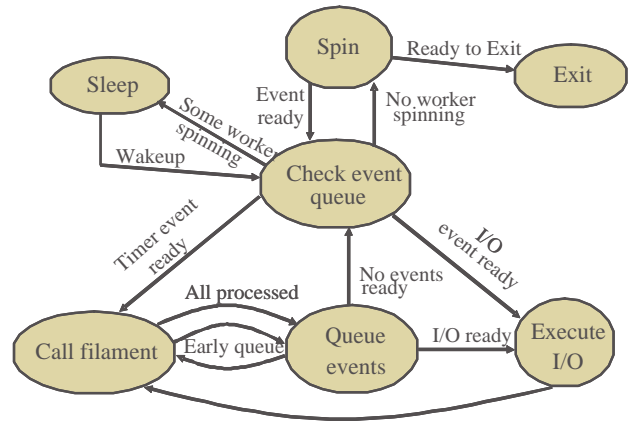 Spin
Ready to Exit
Exit
Sleep
Event
ready
No worker
spinning
Some worker
spinning
Wakeup
Check event
queue
Timer event
ready
I/O
event ready
No events
ready
All processed
Call filament
Early queue
Queue
events
I/O ready
Execute
I/O